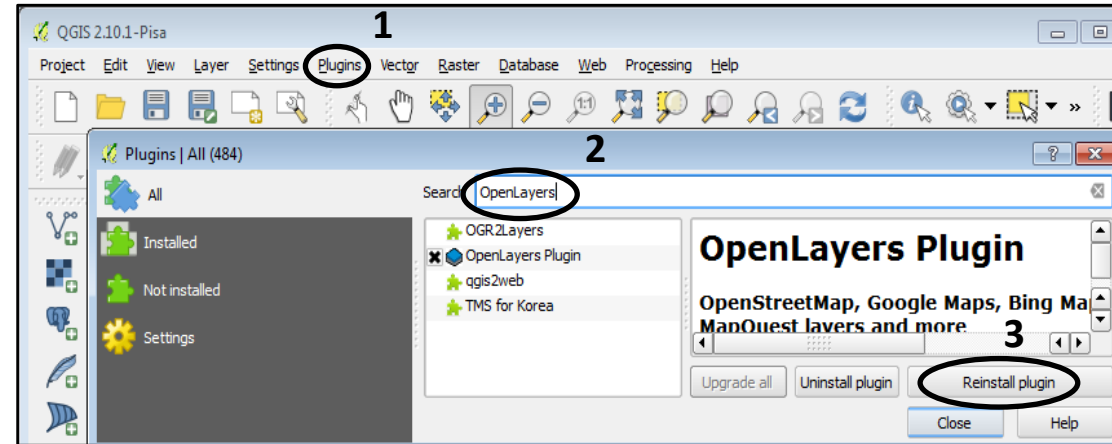 1
QGIS 2.10.1-Pisa
Project Edit View Layer Settings Plugins Vector Raster Database Web Processing Help
Plugins | All (484)
2
All
Search OpenLayers
Installed
Not installed
Settings
OGR2Layers
OpenLayers Plugin
qgis2web
TMS for Korea
OpenLayers Plugin
OpenStreetMap, Google Maps, Bing Ma
MapQuest layers and more
3
Upgrade all Uninstall plugin Reinstall plugin
Close Help